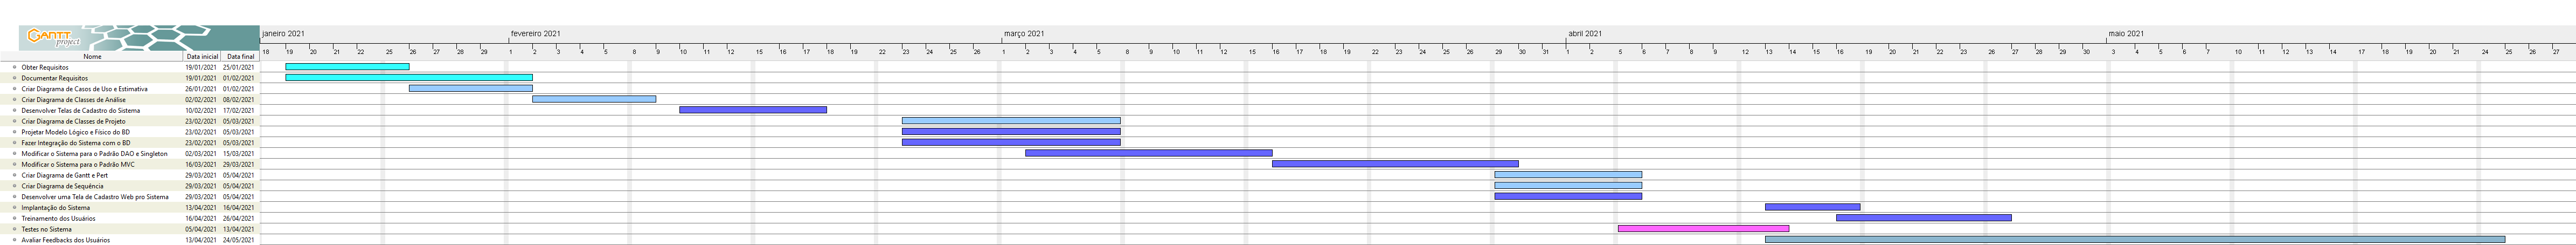 GANTT project
janeiro 2021 fevereiro 2021 março 2021 abril 2021 maio 2021
Nome Data inicial Data final 18 19 20 21 22 25 26 27 28 29 1 2 3 4 5 8 9 10 11 12 15 16 17 18 19 22 23 24 25 26 1 2 3 4 5 8 9 10 11 12 15 16 17 18 19 22 23 24 25 26 29 30 31 1 2 5 6 7 8 9 12 13 14 15 16 19 20 21 22 23 26 27 28 29 30 3 4 5 6 7 10 11 12 13 14 17 18 19 20 21 24 25 26 27
Obter Requisitos 19/01/2021 25/01/2021
Documentar Requisitos 19/01/2021 01/02/2021
Criar Diagrama de Casos de Uso e Estimativa 26/01/2021 01/02/2021
Criar Diagrama de Classes de Análise 02/02/2021 08/02/2021
Desenvolver Telas de Cadastro do Sistema 10/02/2021 17/02/2021
Criar Diagrama de Classes de Projeto 23/02/2021 05/03/2021
Projetar Modelo Lógico e Físico do BD 23/02/2021 05/03/2021
Fazer Integração do Sistema com o BD 23/02/2021 05/03/2021
Modificar o Sistema para o Padrão DAO e Singleton 02/03/2021 15/03/2021
Modificar o Sistema para o Padrão MVC 16/03/2021 29/03/2021
Criar Diagrama de Gantt e Pert 29/03/2021 05/04/2021
Criar Diagrama de Sequência 29/03/2021 05/04/2021
Desenvolver uma Tela de Cadastro Web pro Sistema 29/03/2021 05/04/2021
Implantação do Sistema 13/04/2021 16/04/2021
Treinamento dos Usuários 16/04/2021 26/04/2021
Testes no Sistema 05/04/2021 13/04/2021
Avaliar Feedbacks dos Usuários 13/04/2021 24/05/2021